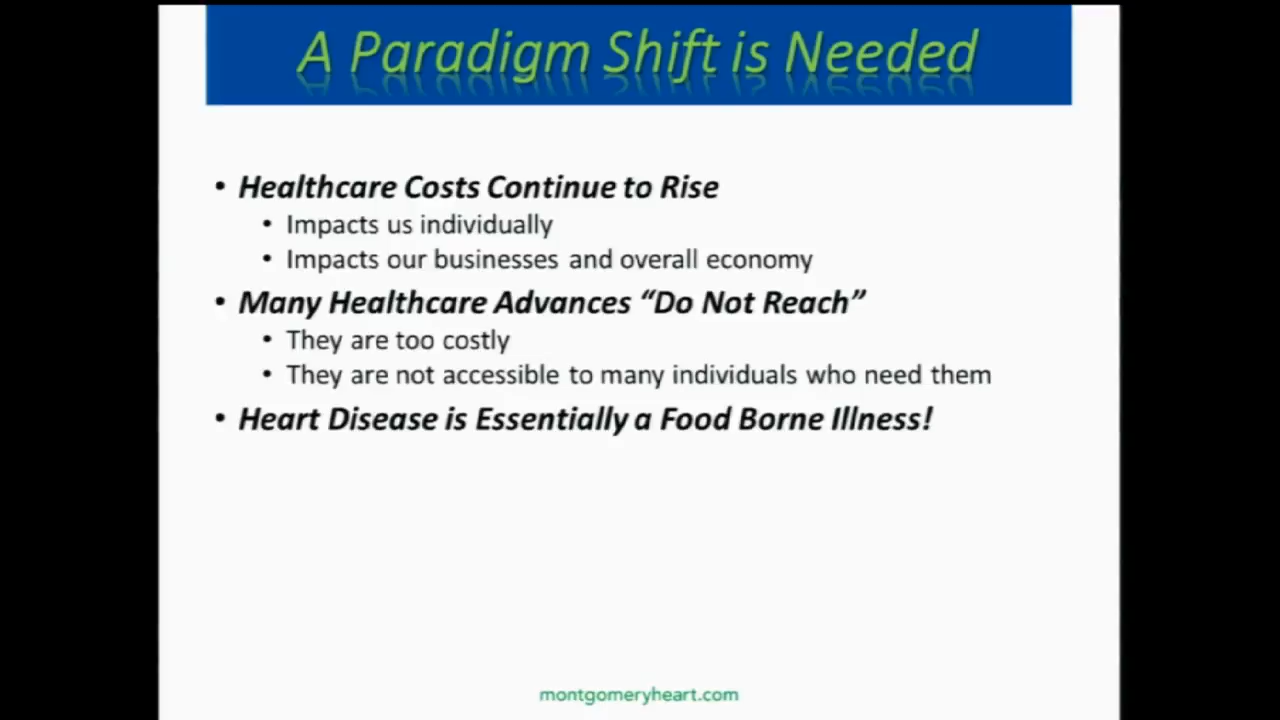 A Paradigm Shift is Needed
• Healthcare Costs Continue to Rise
• Impacts us individually
• Impacts our businesses and overall economy
• Many Healthcare Advances “Do Not Reach”
• They are too costly
• They are not accessible to many individuals who need them
• Heart Disease is Essentially a Food Borne Illness!
montgomeryheart.com